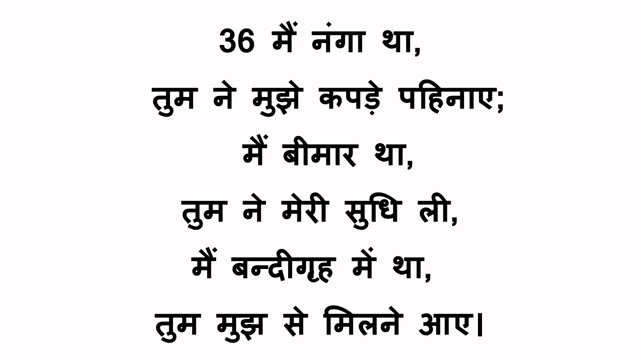 36 मैं नंगा था,
तुम ने मुझे कपड़े पहिनाए;
मैं बीमार था,
तुम ने मेरी सुधि ली,
मैं बन्दीगृह में था,
तुम मुझ से मिलने आए।